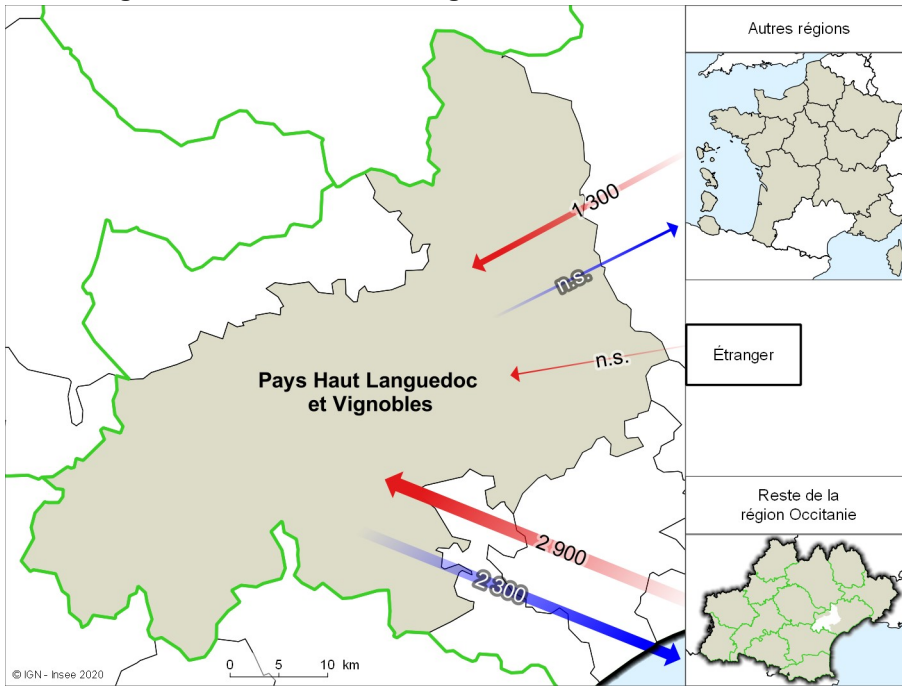 Autres régions
1 300
n.s.
n.s.
Étranger
Pays Haut Languedoc
et Vignobles
Reste de la
région Occitanie
2 900
2 300
0 5 10 km
© IGN - Insee 2020